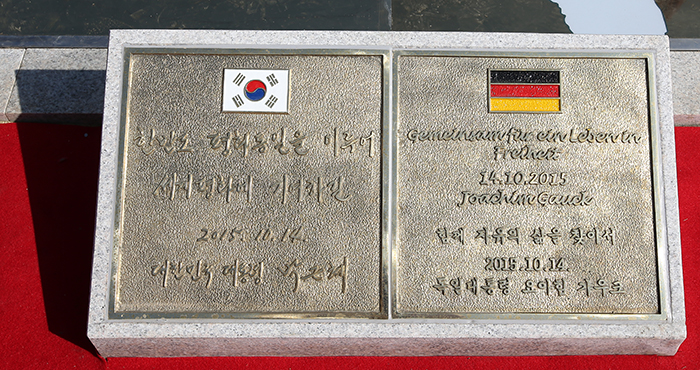 한반도 평화통일을 이루어
2015. 10. 14.
대한민국 대통령 박근혜
Gemeinsam für ein Leben in
Freiheit
14.10.2015
Joachim Gauck
함께 자유의 삶을 찾아서
2015.10.14.
독일대통령 요아힘 가우크